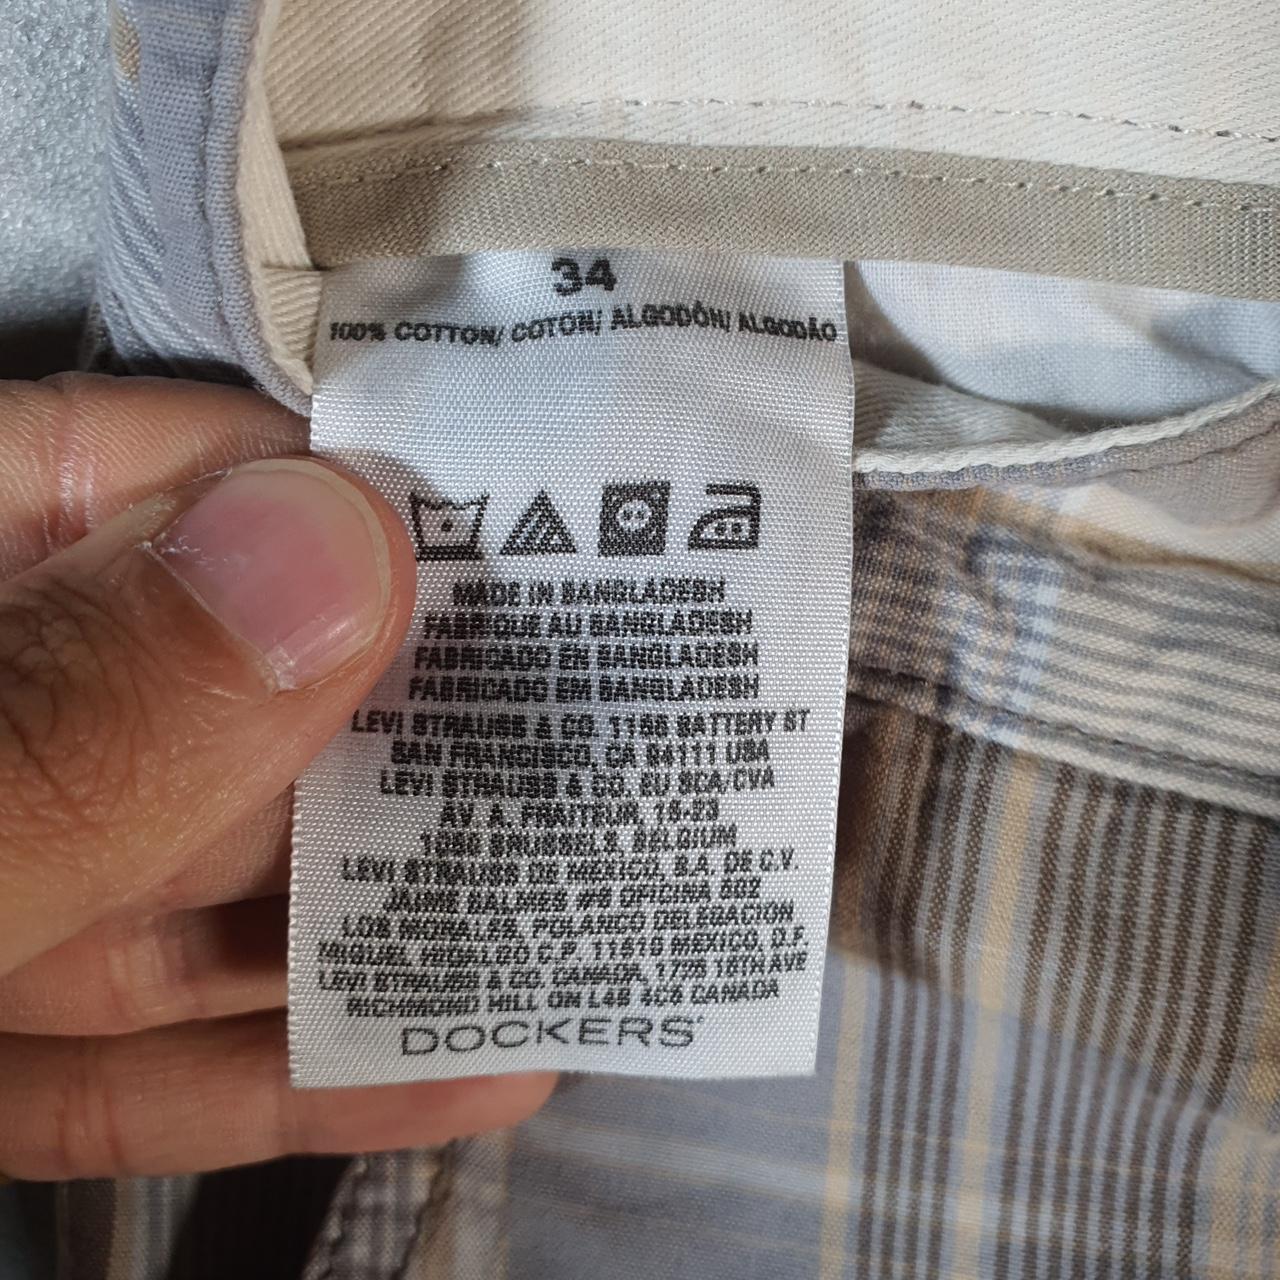 34
100% COTTON/ COTON/ ALGODÓN/ ALGODÃO
MADE IN BANGLADESH
FABRIQUE AU BANGLADESH
FABRICADO EN BANGLADESH
FABRICADO EM BANGLADESH
LEVI STRAUSS & CO. 1155 BATTERY ST
SAN FRANCISCO, CA 94111 USA
LEVI STRAUSS & CO. EU SCA/CVA
AV. A. FRAITEUR, 15-23
1050 BRUSSELS, BELGIUM
LEVI STRAUSS DE MEXICO, S.A. DE C.V.
JAIME BALMES #8 OFICINA 802
LOS MORALES, POLANCO DELEGACION
MIGUEL HIDALGO C.P. 11510 MEXICO, D.F.
LEVI STRAUSS & CO. CANADA, 1725 16TH AVE
RICHMOND HILL ON L4B 4C6 CANADA
DOCKERS